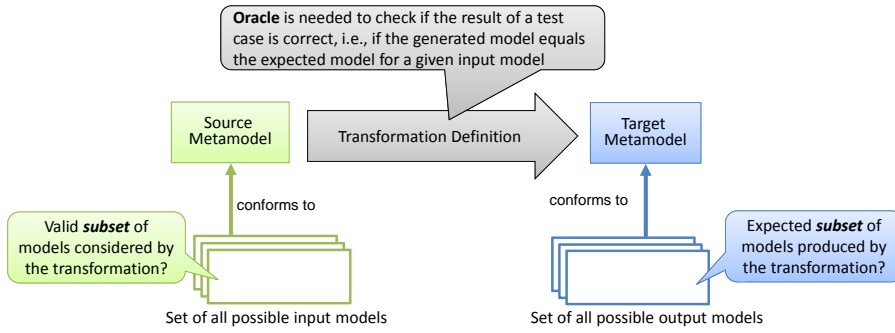 Oracle is needed to check if the result of a test
case is correct, i.e., if the generated model equals
the expected model for a given input model
Source
Metamodel
Transformation Definition
Target
Metamodel
conforms to
conforms to
Valid subset of
models considered by
the transformation?
Expected subset of
models produced by
the transformation?
Set of all possible input models
Set of all possible output models